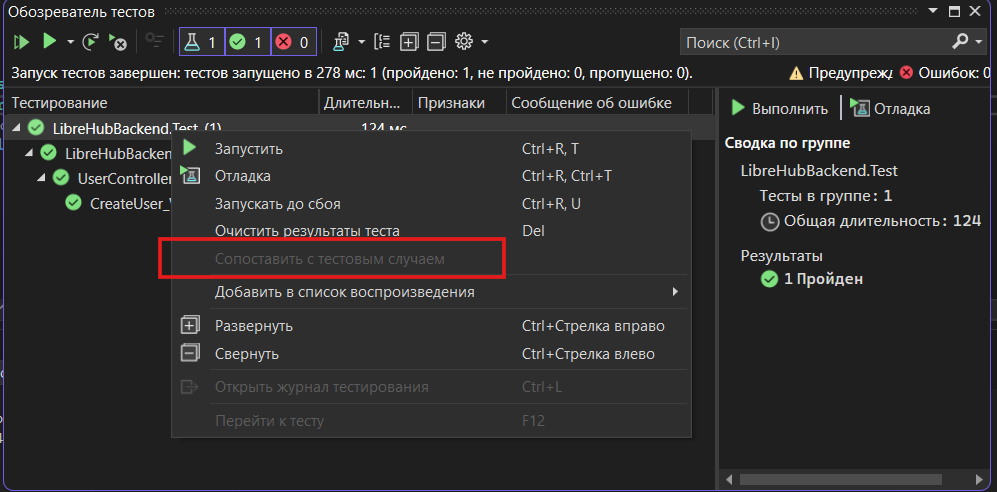 Обозреватель тестов
1 1 0
Поиск (Ctrl+I)
Запуск тестов завершен: тестов запущено в 278 мс: 1 (пройдено: 1, не пройдено: 0, пропущено: 0).
Предупрежд
Ошибок: 0
Тестирование Длительн... Признаки Сообщение об ошибке
LibreHubBackend.Test (1) 124 мс
LibreHubBacken
UserController
CreateUser_
Запустить Ctrl+R, T
Отладка Ctrl+R, Ctrl+T
Запускать до сбоя Ctrl+R, U
Очистить результаты теста Del
Сопоставить с тестовым случаем
Добавить в список воспроизведения
Развернуть Ctrl+Стрелка вправо
Свернуть Ctrl+Стрелка влево
Открыть журнал тестирования Ctrl+L
Перейти к тесту F12
Выполнить Отладка
Сводка по группе
LibreHubBackend.Test
Тесты в группе: 1
Общая длительность: 124
Результаты
1 Пройден